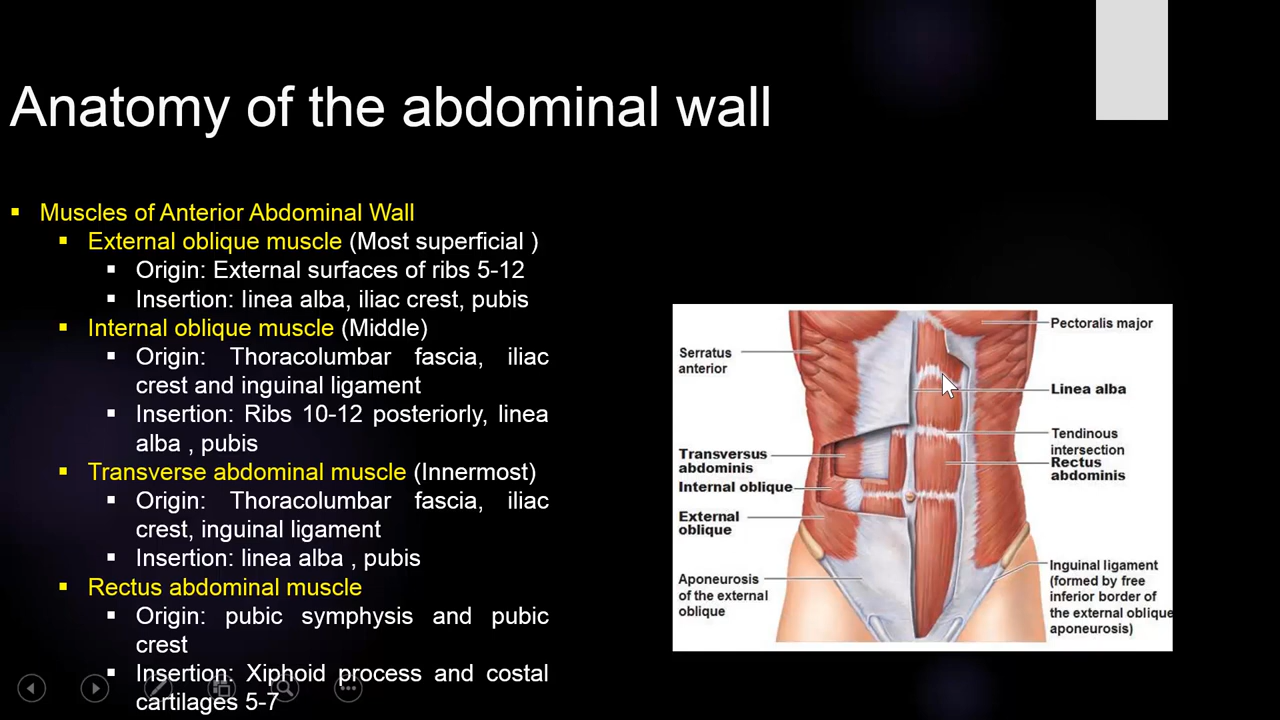 Anatomy of the abdominal wall
Muscles of Anterior Abdominal Wall
External oblique muscle (Most superficial )
Origin: External surfaces of ribs 5-12
Insertion: linea alba, iliac crest, pubis
Internal oblique muscle (Middle)
Origin: Thoracolumbar fascia, iliac
crest and inguinal ligament
Insertion: Ribs 10-12 posteriorly, linea
alba , pubis
Transverse abdominal muscle (Innermost)
Origin: Thoracolumbar fascia, iliac
crest, inguinal ligament
Insertion: linea alba , pubis
Rectus abdominal muscle
Origin: pubic symphysis and pubic
crest
Insertion: Xiphoid process and costal
cartilages 5-7
Serratus
anterior
Transversus
abdominis
Internal oblique
External
oblique
Aponeurosis
of the external
oblique
Pectoralis major
Linea alba
Tendinous
intersection
Rectus
abdominis
Inguinal ligament
(formed by free
inferior border of
the external oblique
aponeurosis)